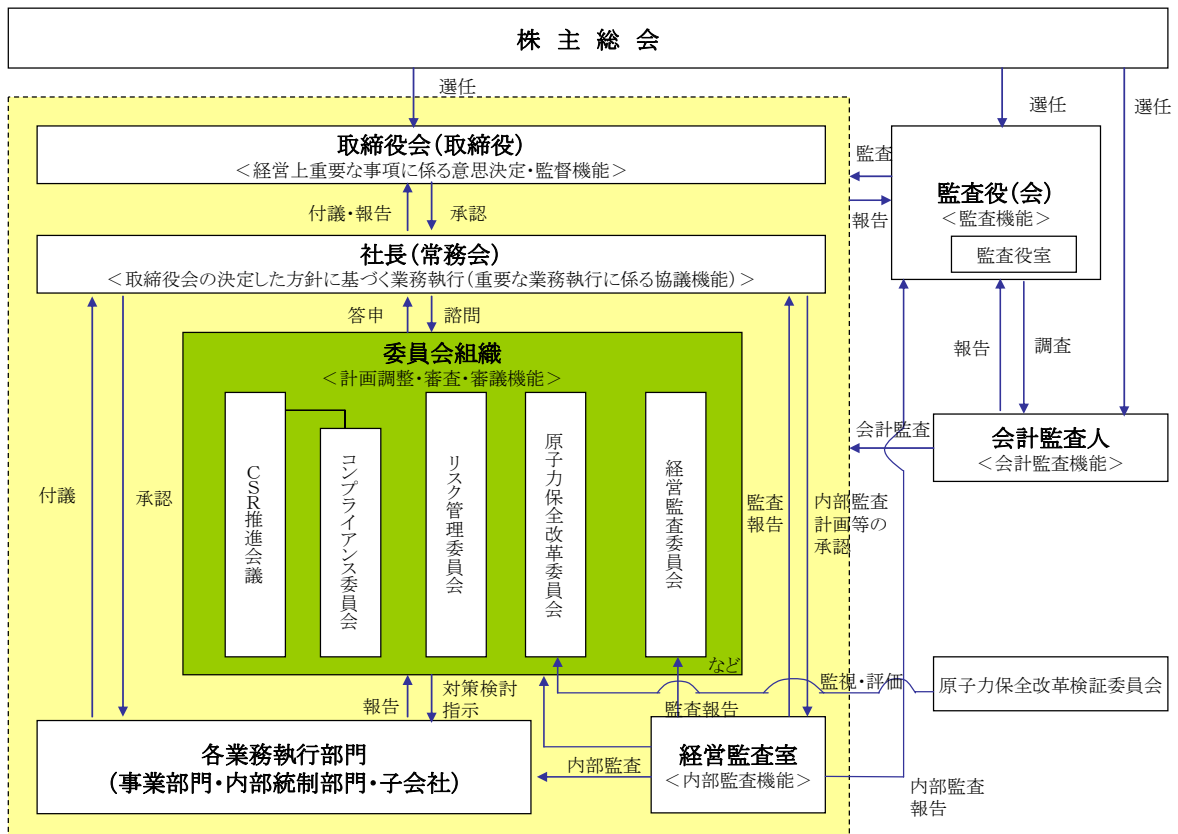 株 主 総 会
選任
選任
選任
取締役会(取締役)
＜経営上重要な事項に係る意思決定・監督機能＞
監査
報告
監査役(会)
＜監査機能＞
監査役室
付議・報告
承認
社長(常務会)
＜取締役会の決定した方針に基づく業務執行(重要な業務執行に係る協議機能)＞
答申
諮問
報告
調査
委員会組織
＜計画調整・審査・審議機能＞
CSR推進会議
コンプライアンス委員会
リスク管理委員会
原子力保全改革委員会
経営監査委員会
など
会計監査
会計監査人
＜会計監査機能＞
付議
承認
監査
報告
内部監査
計画等の
承認
報告
対策検討
指示
監査報告
監視・評価
原子力保全改革検証委員会
各業務執行部門
(事業部門・内部統制部門・子会社)
内部監査
経営監査室
＜内部監査機能＞
内部監査
報告